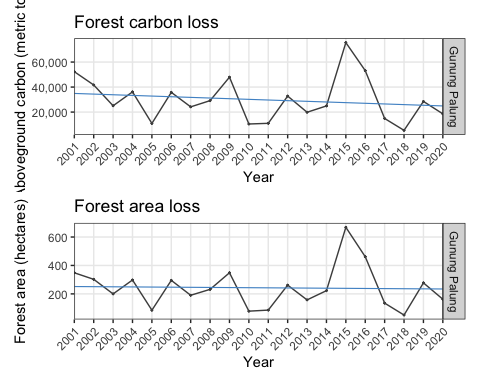 Forest carbon loss
carbon (metric
60,000
40,000
20,000
2001 2002 2003 2004 2005 2006 2007 2008 2009 2010 2011 2012 2013 2014 2015 2016 2017 2018 2019 2020
Year
Gunung Palung
Forest area loss
Forest area (hectares)
600
400
200
2001 2002 2003 2004 2005 2006 2007 2008 2009 2010 2011 2012 2013 2014 2015 2016 2017 2018 2019 2020
Year
Gunung Palung